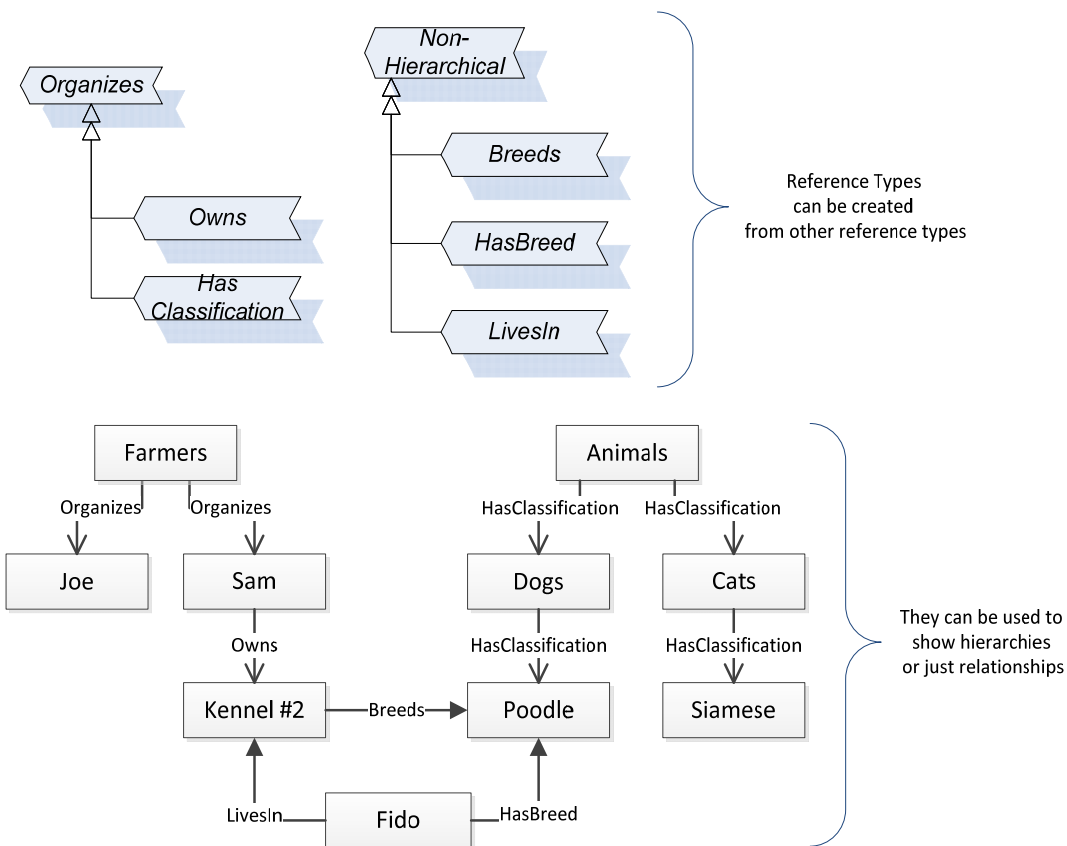 Organizes
Owns
Has
Classification
Non-
Hierarchical
Breeds
HasBreed
LivesIn
Reference Types
can be created
from other reference types
Farmers
Animals
Organizes
Organizes
HasClassification
HasClassification
Joe
Sam
Dogs
Cats
Owns
HasClassification
HasClassification
Kennel #2
Breeds
Poodle
Siamese
LivesIn
Fido
HasBreed
They can be used to
show hierarchies
or just relationships